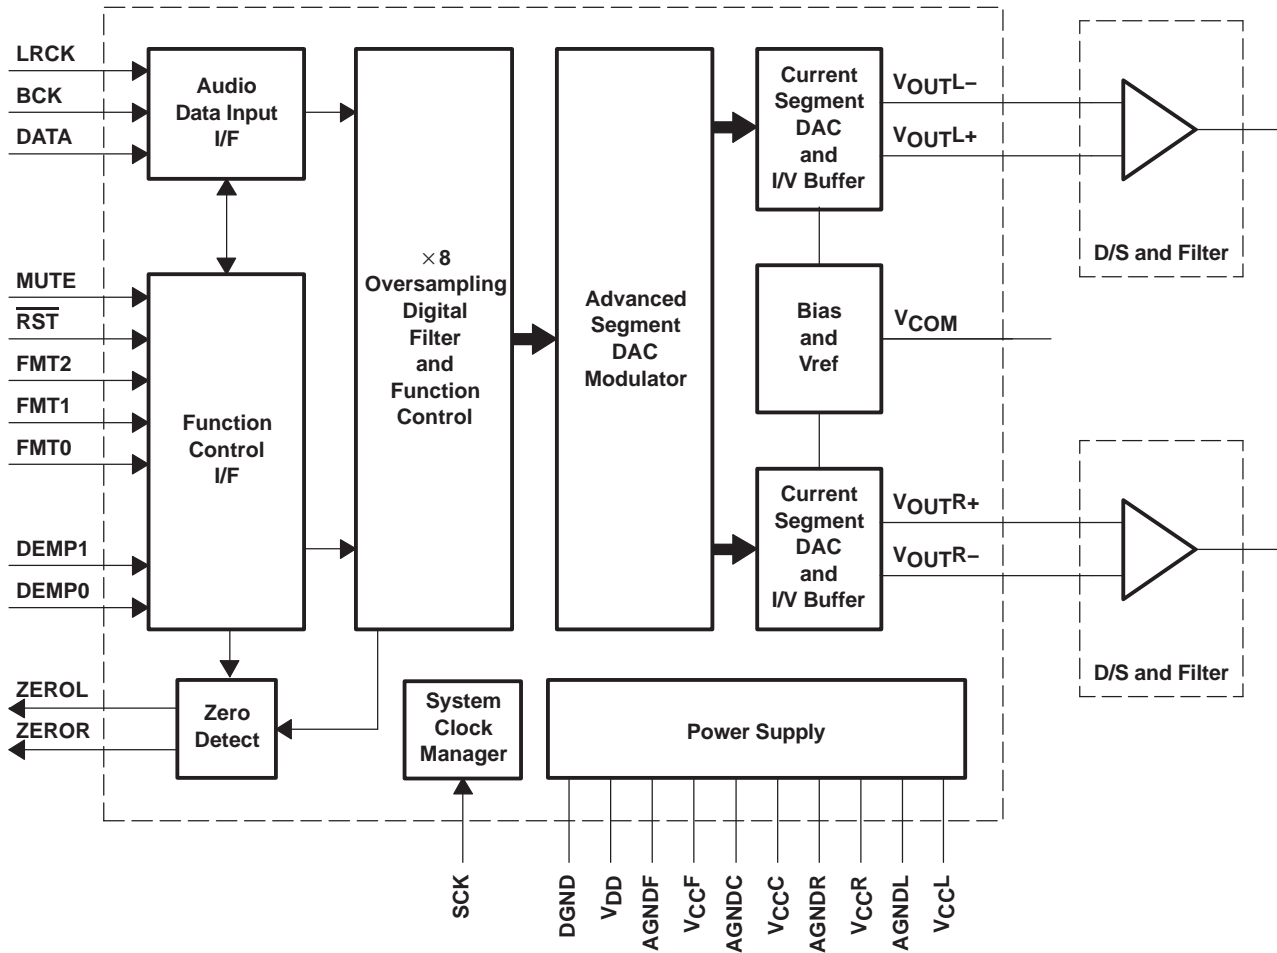 LRCK
BCK
DATA
Audio
Data Input
I/F
MUTE
RST
FMT2
FMT1
FMT0
DEMP1
DEMP0
Function
Control
I/F
×8
Oversampling
Digital
Filter
and
Function
Control
Advanced
Segment
DAC
Modulator
Current
Segment
DAC
and
I/V Buffer
VOUTL–
VOUTL+
D/S and Filter
Bias
and
Vref
VCOM
Current
Segment
DAC
and
I/V Buffer
VOUTR+
VOUTR–
D/S and Filter
ZEROL
ZEROR
Zero
Detect
System
Clock
Manager
Power Supply
SCK
DGND
VDD
AGNDF
VCCF
AGNDC
VCCC
AGNDR
VCCR
AGNDL
VCCL